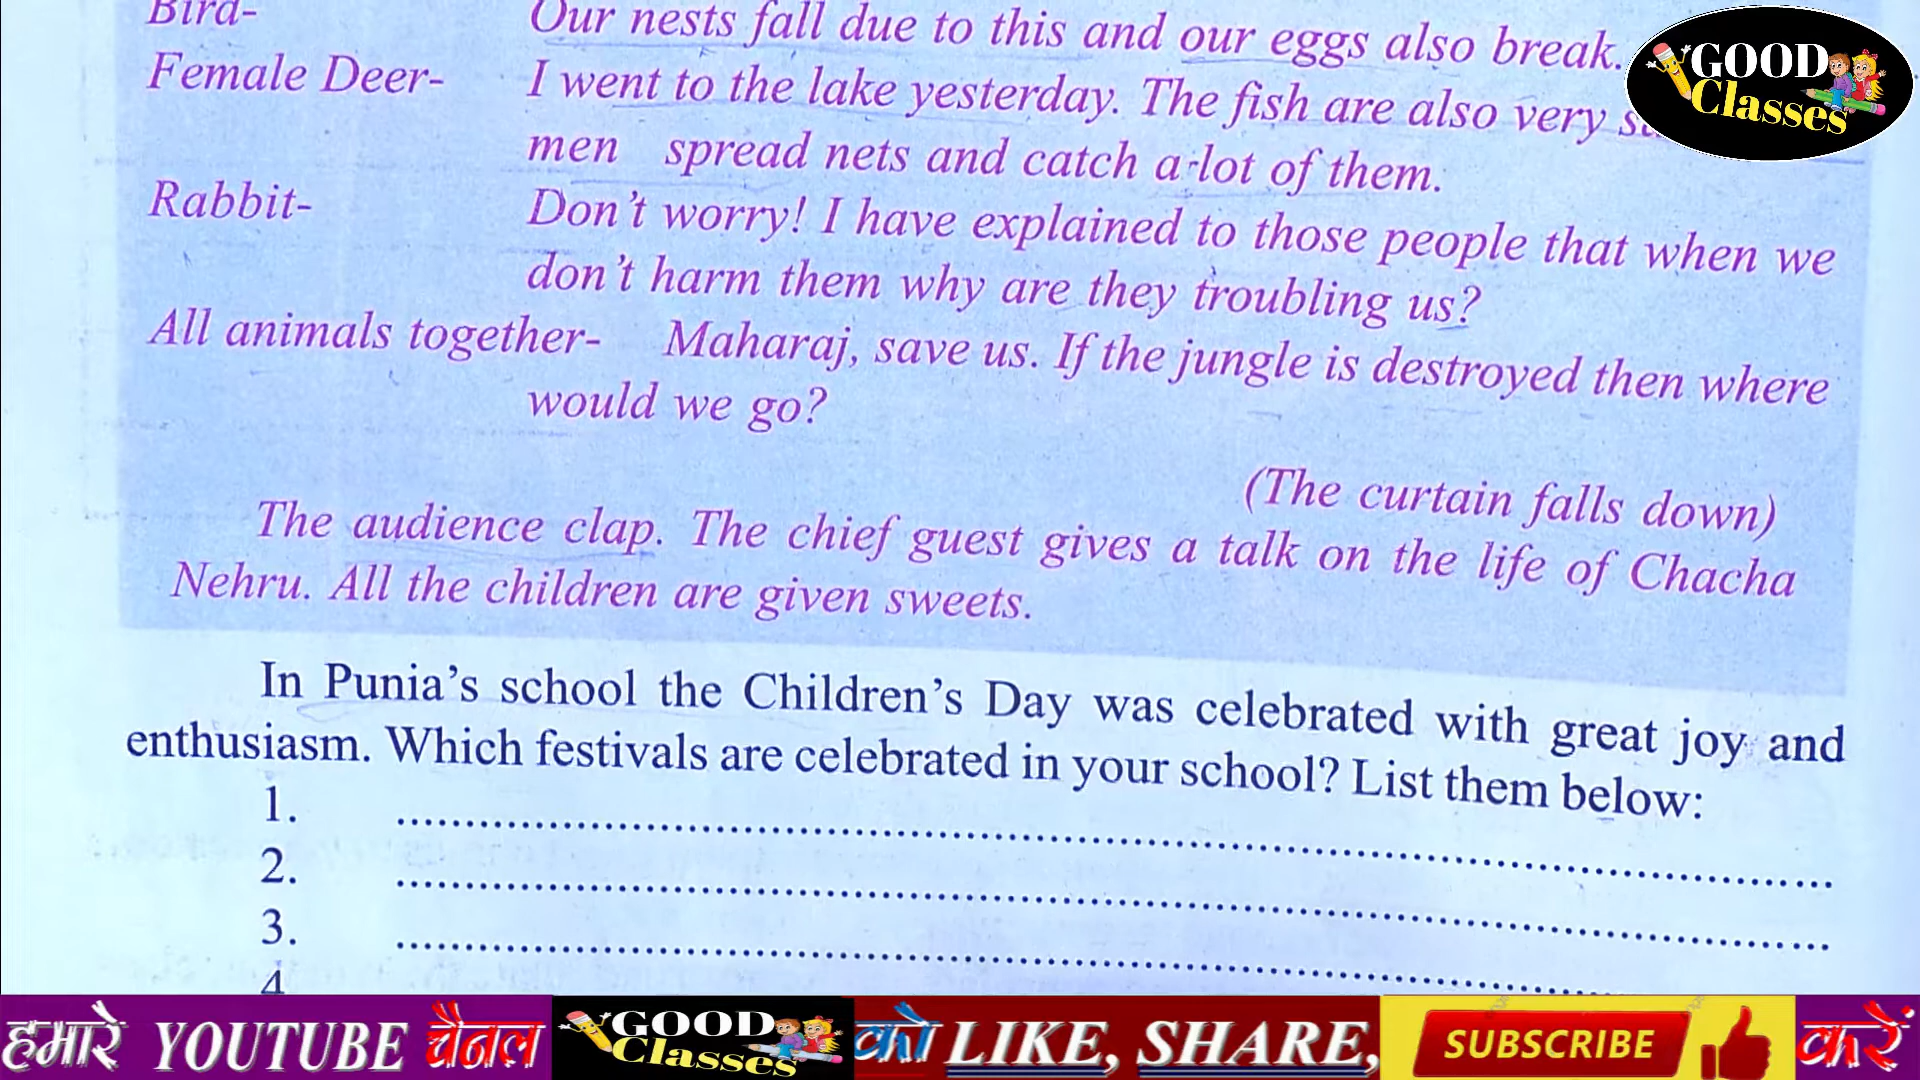 Bird- Our nests fall due to this and our eggs also break.
Female Deer- I went to the lake yesterday. The fish are also very
men spread nets and catch a lot of them.
Rabbit- Don't worry! I have explained to those people that when we
don't harm them why are they troubling us?
All animals together- Maharaj, save us. If the jungle is destroyed then where
would we go?
(The curtain falls down)
The audience clap. The chief guest gives a talk on the life of Chacha
Nehru. All the children are given sweets.
In Punia's school the Children's Day was celebrated with great joy and
enthusiasm. Which festivals are celebrated in your school? List them below:
1. ....................
2. ....................
3. ....................
4
GOOD
Classes
हमारे YOUTUBE चैनल GOOD Classes को LIKE, SHARE, SUBSCRIBE करें